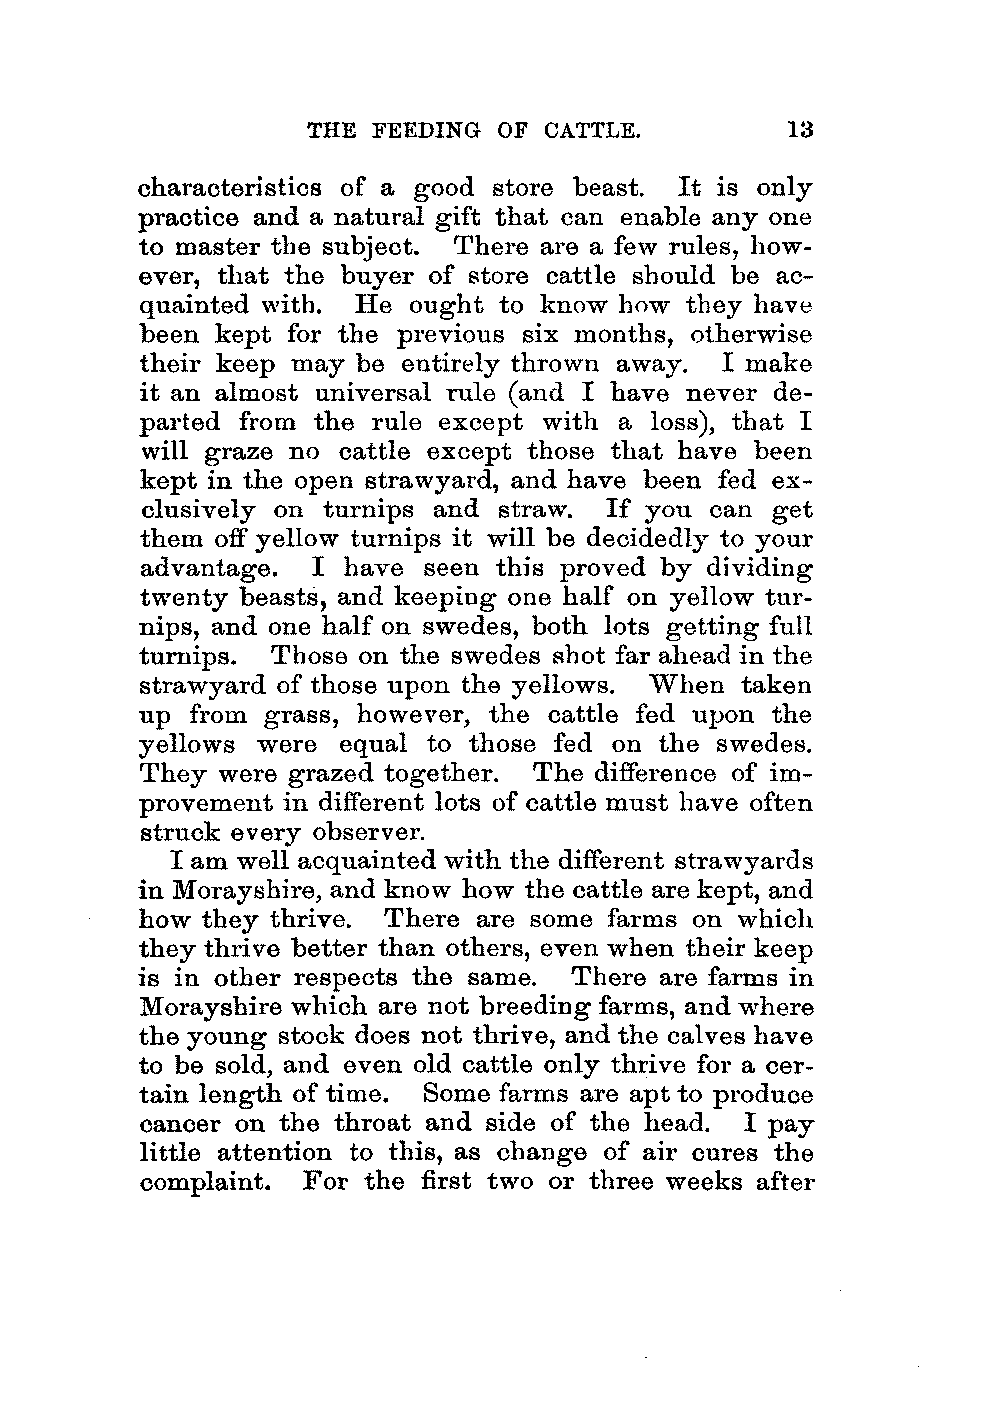 THE FEEDING OF CATTLE. 13
characteristics of a good store beast. It is only
practice and a natural gift that can enable any one
to master the subject. There are a few rules, how-
ever, that the buyer of store cattle should be ac-
quainted with. He ought to know how they have
been kept for the previous six months, otherwise
their keep may be entirely thrown away. I make
it an almost universal rule (and I have never de-
parted from the rule except with a loss), that I
will graze no cattle except those that have been
kept in the open strawyard, and have been fed ex-
clusively on turnips and straw. If you can get
them off yellow turnips it will be decidedly to your
advantage. I have seen this proved by dividing
twenty beasts, and keeping one half on yellow tur-
nips, and one half on swedes, both lots getting full
turnips. Those on the swedes shot far ahead in the
strawyard of those upon the yellows. When taken
up from grass, however, the cattle fed upon the
yellows were equal to those fed on the swedes.
They were grazed together. The difference of im-
provement in different lots of cattle must have often
struck every observer.
I am well acquainted with the different strawyards
in Morayshire, and know how the cattle are kept, and
how they thrive. There are some farms on which
they thrive better than others, even when their keep
is in other respects the same. There are farms in
Morayshire which are not breeding farms, and where
the young stock does not thrive, and the calves have
to be sold, and even old cattle only thrive for a cer-
tain length of time. Some farms are apt to produce
cancer on the throat and side of the head. I pay
little attention to this, as change of air cures the
complaint. For the first two or three weeks after